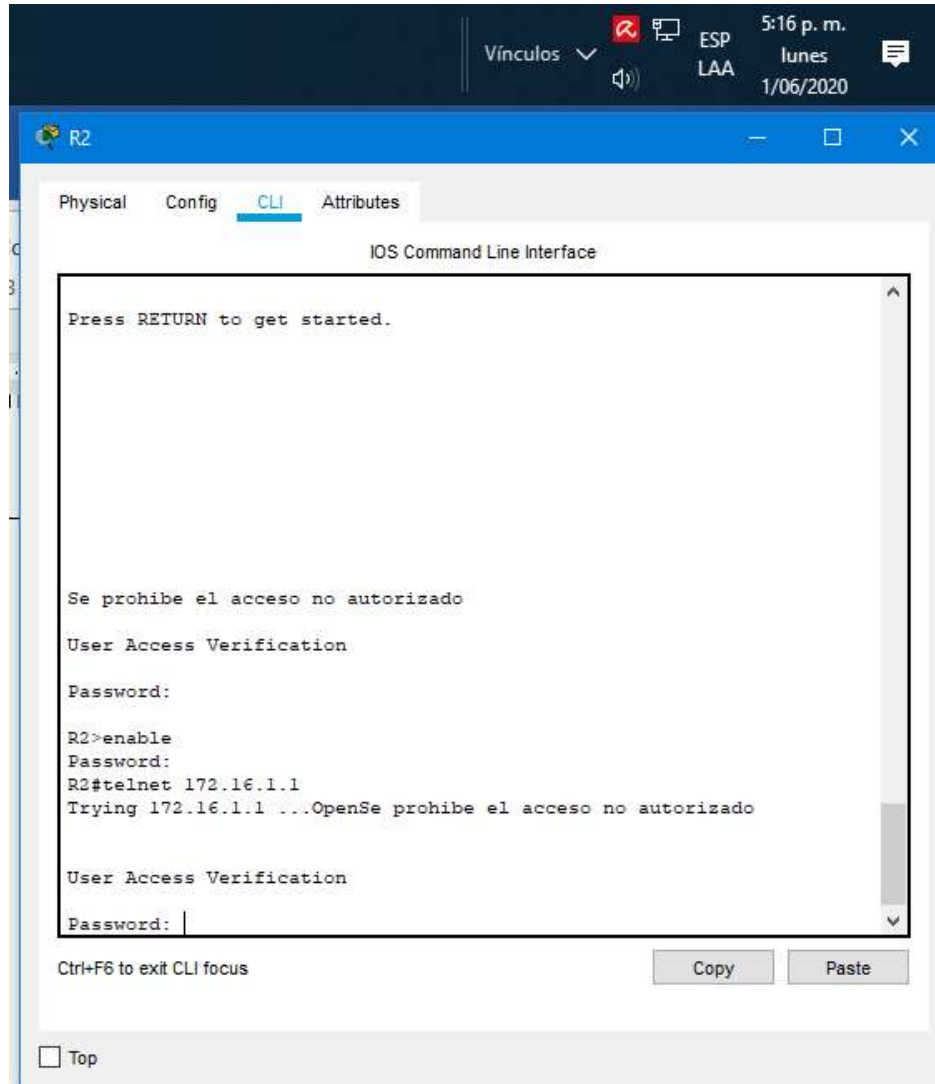 Vínculos
ESP
LAA
5:16 p. m.
lunes
1/06/2020
R2
Physical Config CLI Attributes
IOS Command Line Interface
Press RETURN to get started.
Se prohibe el acceso no autorizado
User Access Verification
Password:
R2>enable
Password:
R2#telnet 172.16.1.1
Trying 172.16.1.1 ...OpenSe prohibe el acceso no autorizado
User Access Verification
Password:
Ctrl+F6 to exit CLI focus
Copy Paste
Top